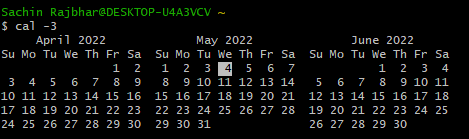 Sachin Rajbhar@DESKTOP-U4A3VCV ~
$ cal -3
     April 2022             May 2022             June 2022
Su Mo Tu We Th Fr Sa  Su Mo Tu We Th Fr Sa  Su Mo Tu We Th Fr Sa
                1  2   1  2  3  4  5  6  7            1  2  3  4
 3  4  5  6  7  8  9   8  9 10 11 12 13 14   5  6  7  8  9 10 11
10 11 12 13 14 15 16  15 16 17 18 19 20 21  12 13 14 15 16 17 18
17 18 19 20 21 22 23  22 23 24 25 26 27 28  19 20 21 22 23 24 25
24 25 26 27 28 29 30  29 30 31              26 27 28 29 30